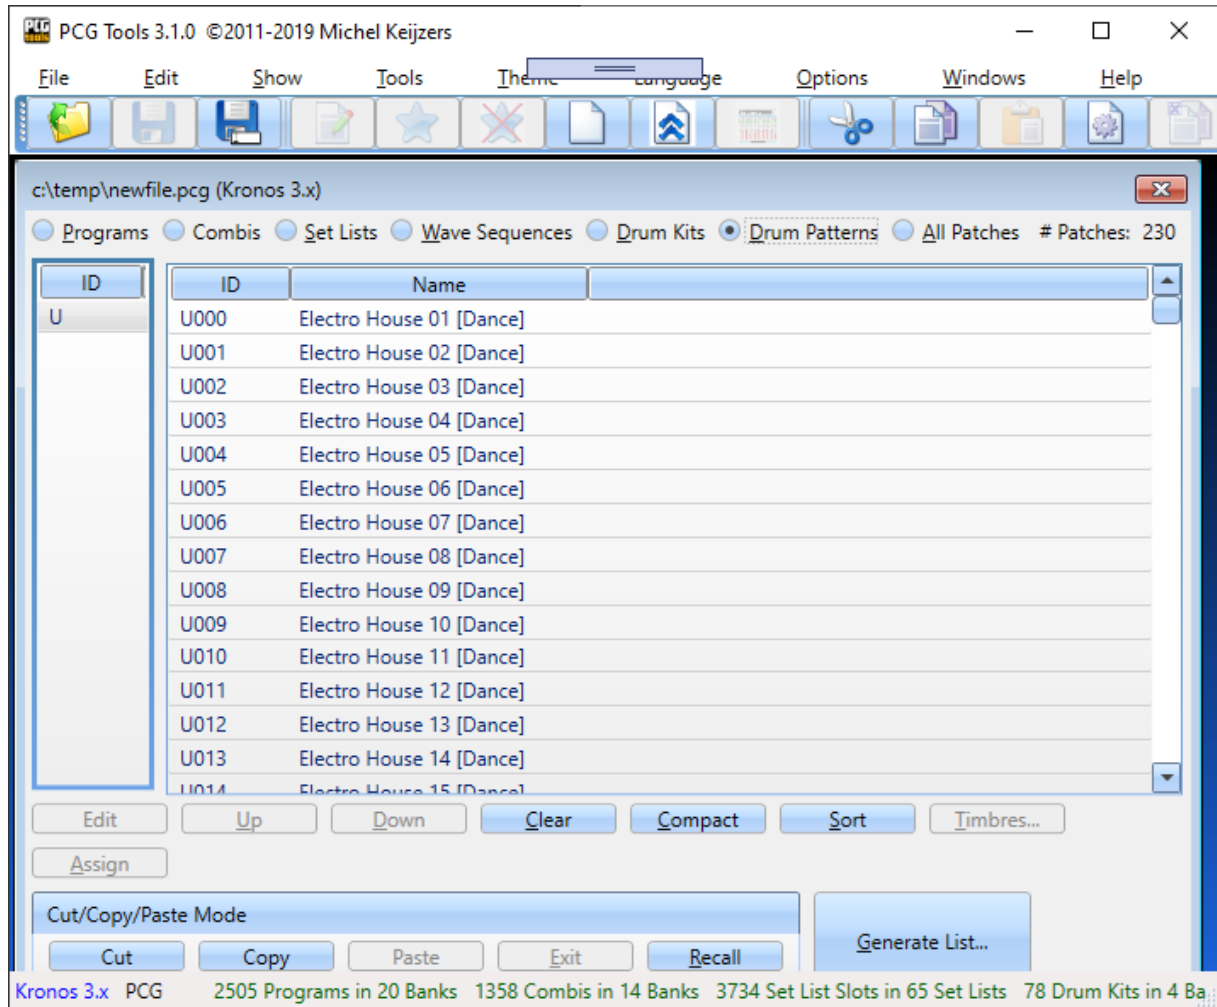 PCG Tools 3.1.0 ©2011-2019 Michel Keijzers
File Edit Show Tools Theme Language Options Windows Help
c:\temp\newfile.pcg (Kronos 3.x)
Programs Combis Set Lists Wave Sequences Drum Kits Drum Patterns All Patches # Patches: 230
ID ID Name
U U000 Electro House 01 [Dance]
U001 Electro House 02 [Dance]
U002 Electro House 03 [Dance]
U003 Electro House 04 [Dance]
U004 Electro House 05 [Dance]
U005 Electro House 06 [Dance]
U006 Electro House 07 [Dance]
U007 Electro House 08 [Dance]
U008 Electro House 09 [Dance]
U009 Electro House 10 [Dance]
U010 Electro House 11 [Dance]
U011 Electro House 12 [Dance]
U012 Electro House 13 [Dance]
U013 Electro House 14 [Dance]
U014 Electro House 15 [Dance]
Edit Up Down Clear Compact Sort Timbres...
Assign
Cut/Copy/Paste Mode
Generate List...
Cut Copy Paste Exit Recall
Kronos 3.x PCG 2505 Programs in 20 Banks 1358 Combis in 14 Banks 3734 Set List Slots in 65 Set Lists 78 Drum Kits in 4 Ba